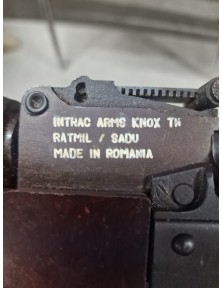 INTRAC ARMS KNOX TN
RATMIL / SADU
MADE IN ROMANIA